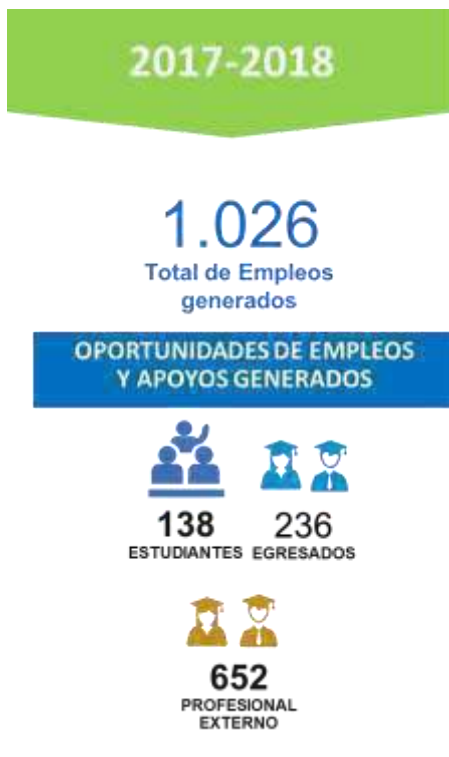 2017-2018
1.026
Total de Empleos
generados
OPORTUNIDADES DE EMPLEOS
Y APOYOS GENERADOS
138 236
ESTUDIANTES EGRESADOS
652
PROFESIONAL
EXTERNO